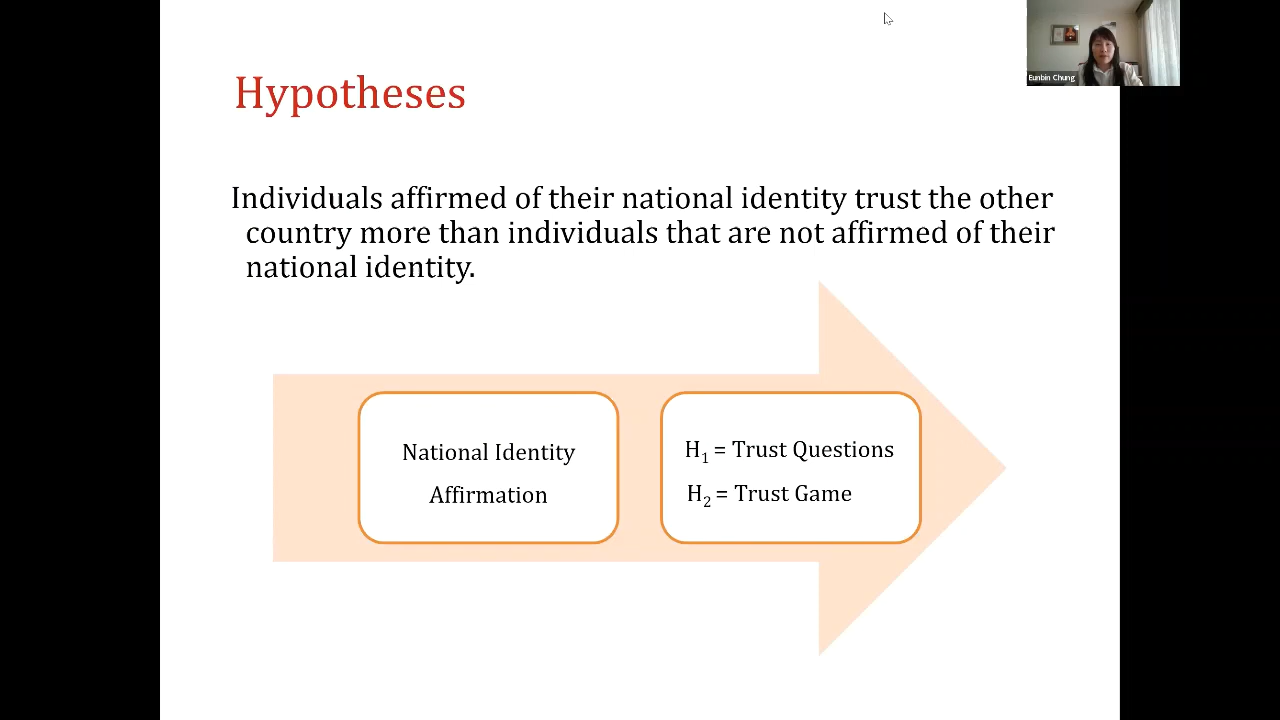 Eunbin Chung
Hypotheses
Individuals affirmed of their national identity trust the other
country more than individuals that are not affirmed of their
national identity.
National Identity
Affirmation
H1 = Trust Questions
H2 = Trust Game